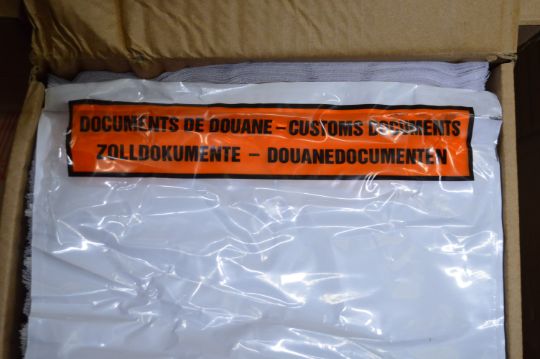 DOCUMENTS DE DOUANE – CUSTOMS DOCUMENTS
ZOLLDOKUMENTE – DOUANEDOCUMENTEN